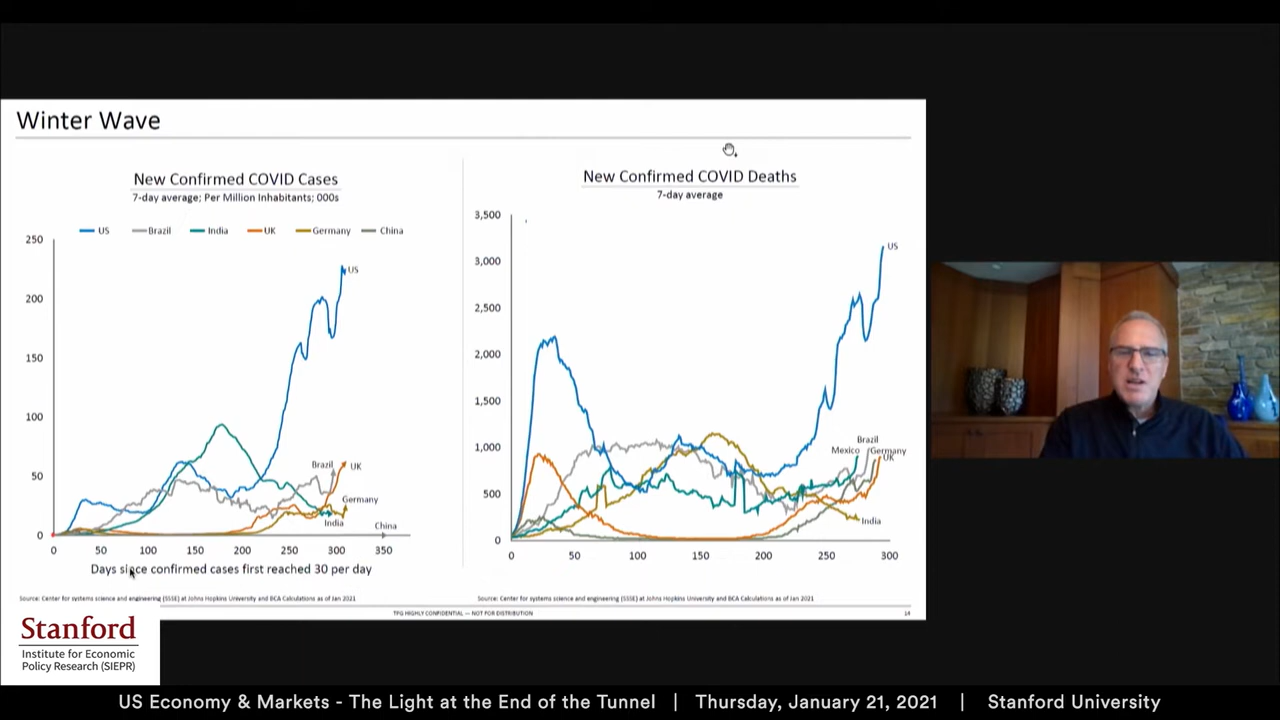 Winter Wave
New Confirmed COVID Cases
7-day average; Per Million Inhabitants; 000s
US Brazil India UK Germany China
250
200
150
100
50
0
US
Brazil
UK
Germany
India
China
0 50 100 150 200 250 300 350
Days since confirmed cases first reached 30 per day
Source: Center for systems science and engineering (SSSE) at Johns Hopkins University and BCA Calculations as of Jan 2021
New Confirmed COVID Deaths
7-day average
3,500
3,000
2,500
2,000
1,500
1,000
500
0
US
Brazil
Mexico
Germany
UK
India
0 50 100 150 200 250 300
Source: Center for systems science and engineering (SSSE) at Johns Hopkins University and BCA Calculations as of Jan 2021
TPG HIGHLY CONFIDENTIAL — NOT FOR DISTRIBUTION
14
Stanford
Institute for Economic
Policy Research (SIEPR)
US Economy & Markets - The Light at the End of the Tunnel | Thursday, January 21, 2021 | Stanford University